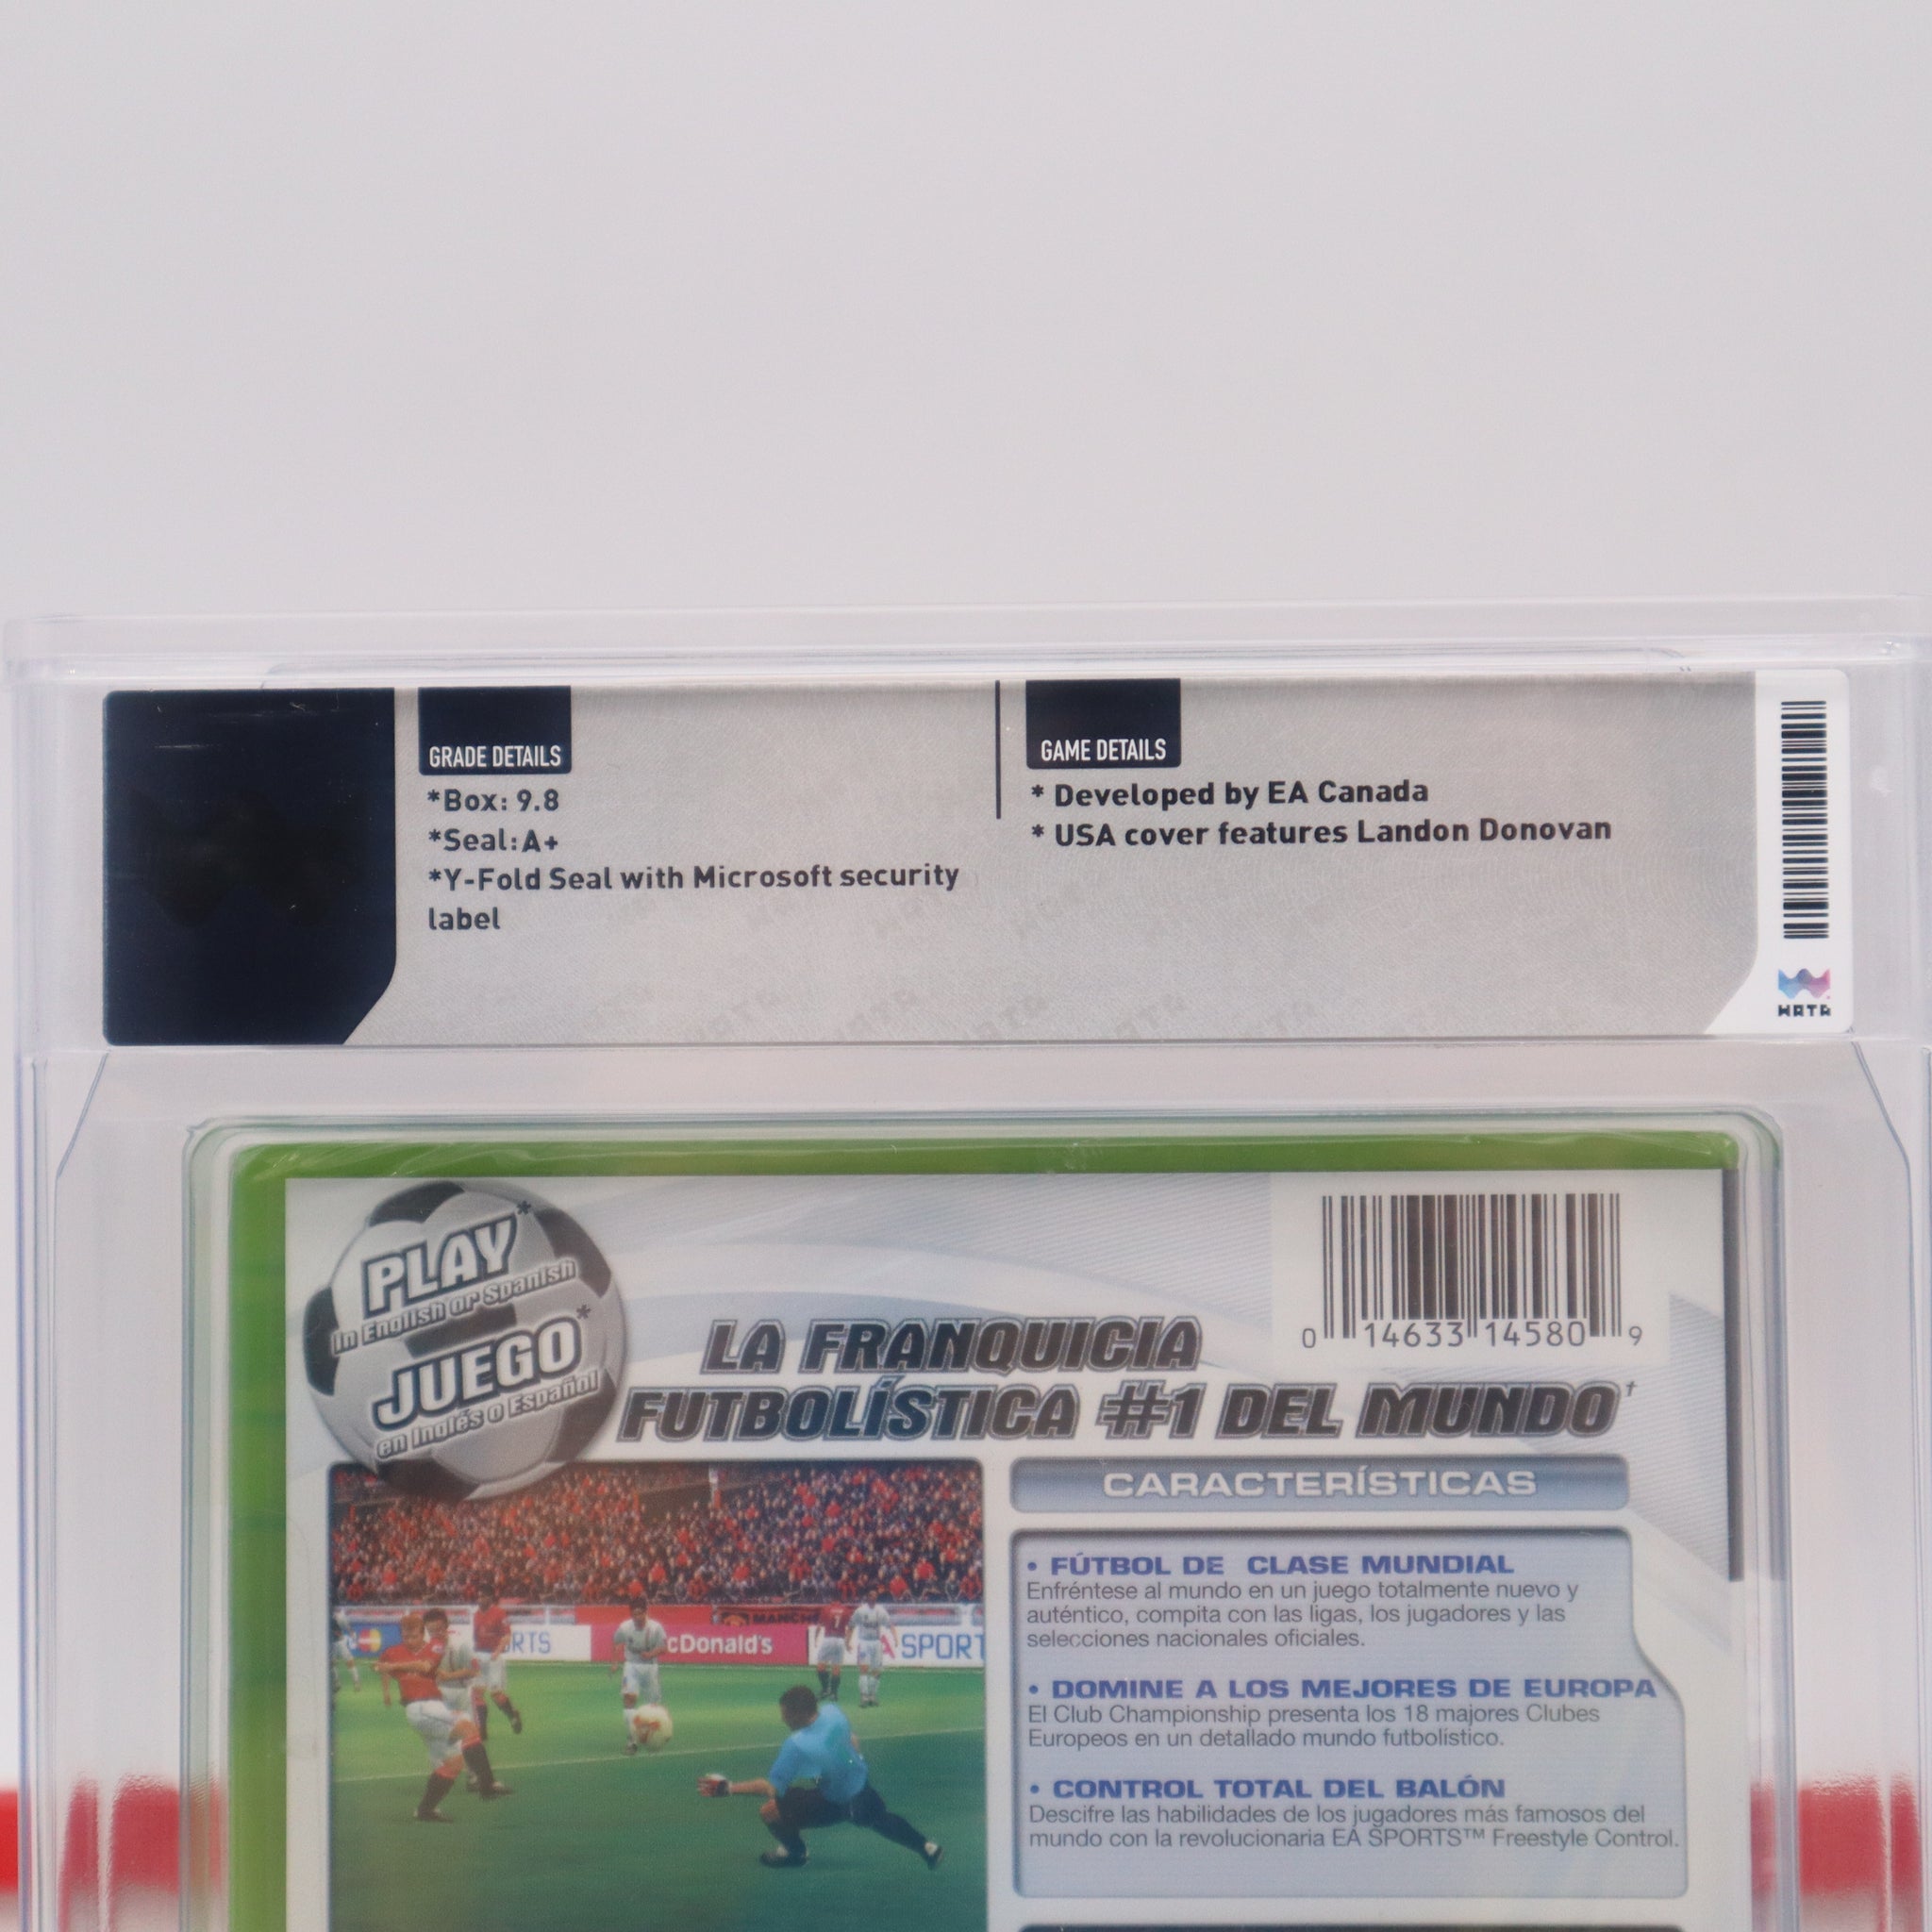 GRADE DETAILS
*Box: 9.8
*Seal: A+
*Y-Fold Seal with Microsoft security
label
GAME DETAILS
* Developed by EA Canada
* USA cover features Landon Donovan
WATA
PLAY*
In English or Spanish
JUEGO*
en Inglés o Español
0 14633 14580 9
LA FRANQUICIA
FUTBOLÍSTICA #1 DEL MUNDO†
CARACTERÍSTICAS
• FÚTBOL DE CLASE MUNDIAL
Enfréntese al mundo en un juego totalmente nuevo y
auténtico, compita con las ligas, los jugadores y las
selecciones nacionales oficiales.
• DOMINE A LOS MEJORES DE EUROPA
El Club Championship presenta los 18 majores Clubes
Europeos en un detallado mundo futbolístico.
• CONTROL TOTAL DEL BALÓN
Descifre las habilidades de los jugadores más famosos del
mundo con la revolucionaria EA SPORTS™ Freestyle Control.
MANCHE
ORTS
cDonald's
A SPORT